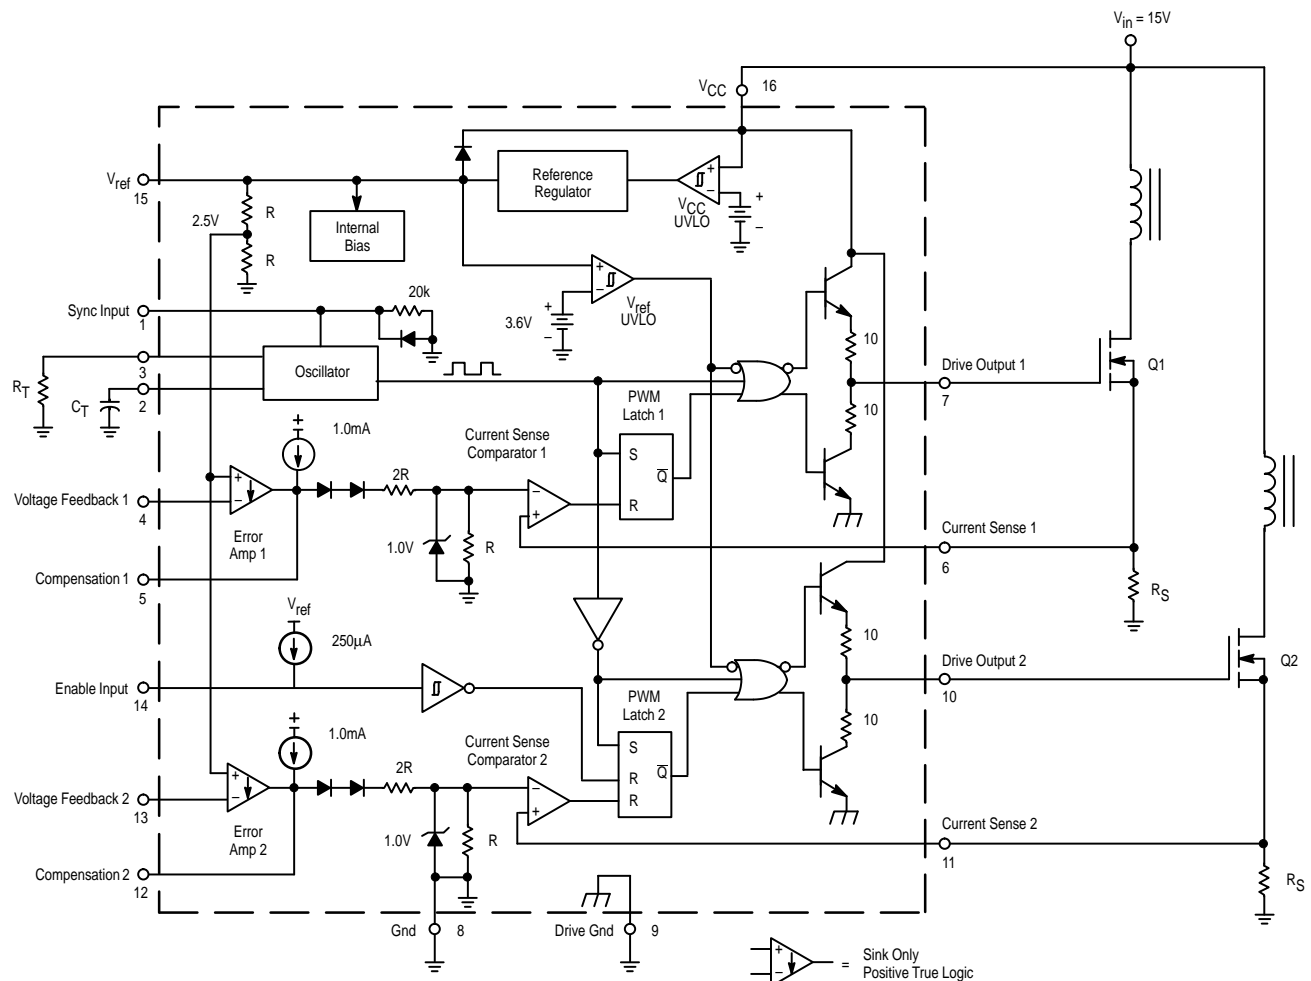 Vin = 15V
VCC 16
Vref
15
Reference
Regulator
+
–
VCC
UVLO
+
–
Internal
Bias
2.5V
R
R
Sync Input
1
20k
+
–
Vref
UVLO
3.6V
+
–
3
RT
2
CT
Oscillator
10
10
Drive Output 1
7
Q1
PWM
Latch 1
S
R
Q
1.0mA
+
Current Sense
Comparator 1
Voltage Feedback 1
4
+
–
Error
Amp 1
2R
–
+
1.0V
R
Current Sense 1
6
RS
Compensation 1
5
Vref
250µA
Enable Input
14
10
10
Drive Output 2
10
Q2
PWM
Latch 2
S
R
R
Q
1.0mA
+
Current Sense
Comparator 2
Voltage Feedback 2
13
+
–
Error
Amp 2
2R
–
+
1.0V
R
Current Sense 2
11
RS
Compensation 2
12
Gnd 8
Drive Gnd 9
+
–
= Sink Only
Positive True Logic